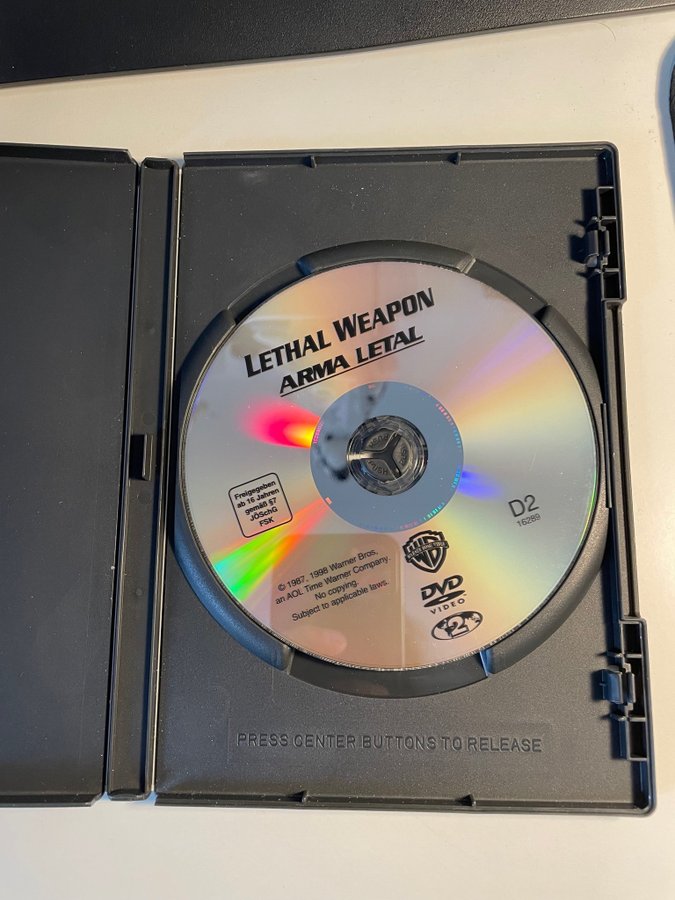 LETHAL WEAPON
ARMA LETAL
Freigegeben
ab 16 Jahren
gemäß §7
JÖSchG
FSK
D2
16289
© 1987, 1998 Warner Bros,
an AOL Time Warner Company.
No copying.
Subject to applicable laws.
DVD
VIDEO
2
PUSH
PRESS CENTER BUTTONS TO RELEASE